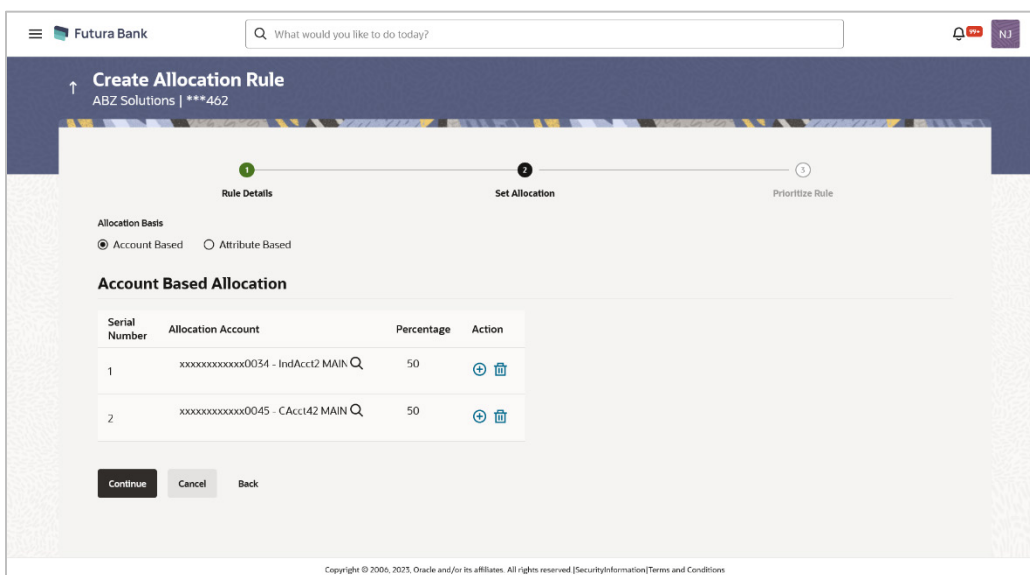 Futura Bank
What would you like to do today?
99+
NJ
Create Allocation Rule
ABZ Solutions | ***462
1
2
3
Rule Details
Set Allocation
Prioritize Rule
Allocation Basis
Account Based
Attribute Based
Account Based Allocation
Serial Number
Allocation Account
Percentage
Action
1
xxxxxxxxxxxx0034 - IndAcct2 MAIN
50
2
xxxxxxxxxxxx0045 - CAcct42 MAIN
50
Continue
Cancel
Back
Copyright © 2006, 2023, Oracle and/or its affiliates. All rights reserved.|SecurityInformation|Terms and Conditions